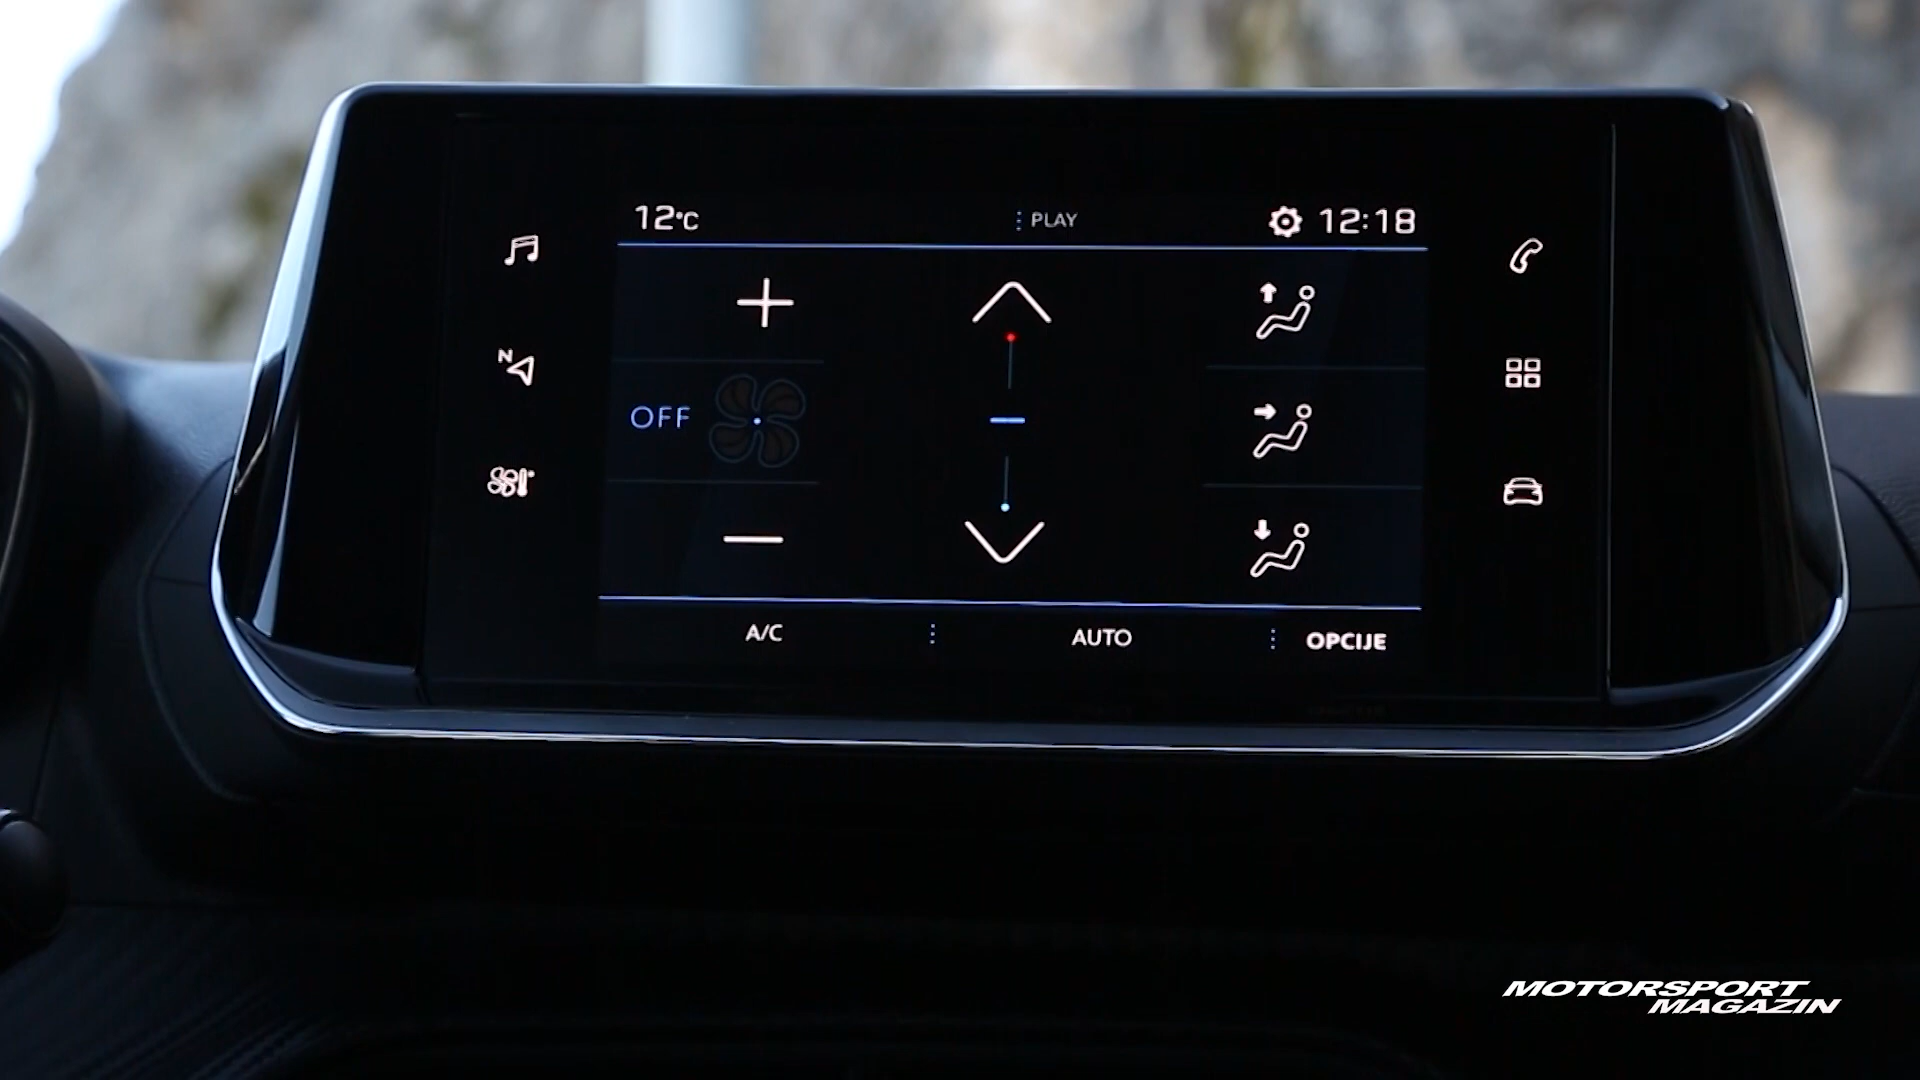 12°C
PLAY
12:18
N
OFF
A/C
AUTO
OPCIJE
MOTORSPORT
MAGAZIN